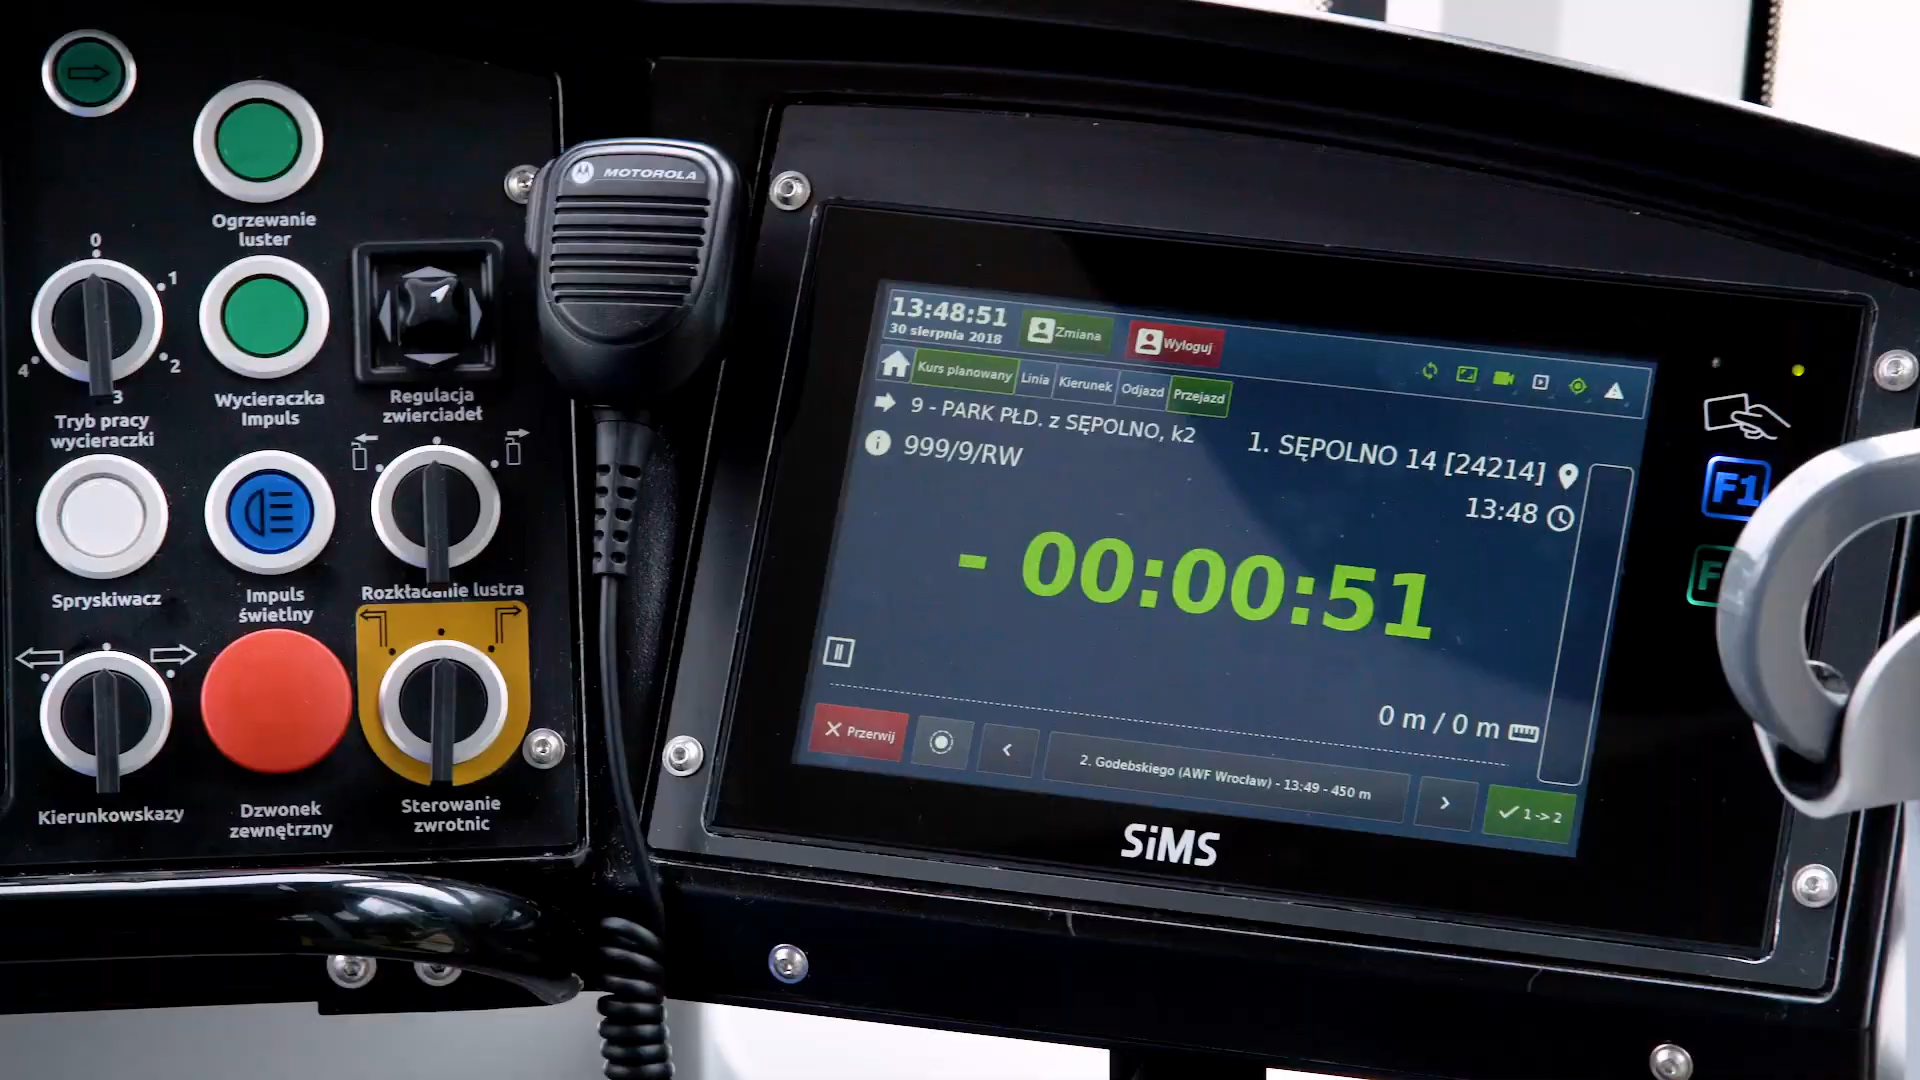 Ogrzewanie
luster
0
1
2
3
4
Tryb pracy
wycieraczki
Wycieraczka
Impuls
Regulacja
zwierciadeł
Spryskiwacz
Impuls
świetlny
Rozkładanie lustra
Kierunkowskazy
Dzwonek
zewnętrzny
Sterowanie
zwrotnic
MOTOROLA
13:48:51
30 sierpnia 2018
Zmiana
Wyloguj
Kurs planowany
Linia
Kierunek
Odjazd
Przejazd
9 - PARK PŁD. z SĘPOLNO, k2
999/9/RW
1. SĘPOLNO 14 [24214]
13:48
- 00:00:51
0 m / 0 m
Przerwij
<
2. Godebskiego (AWF Wrocław) - 13:49 - 450 m
>
1 -> 2
SiMS
F1